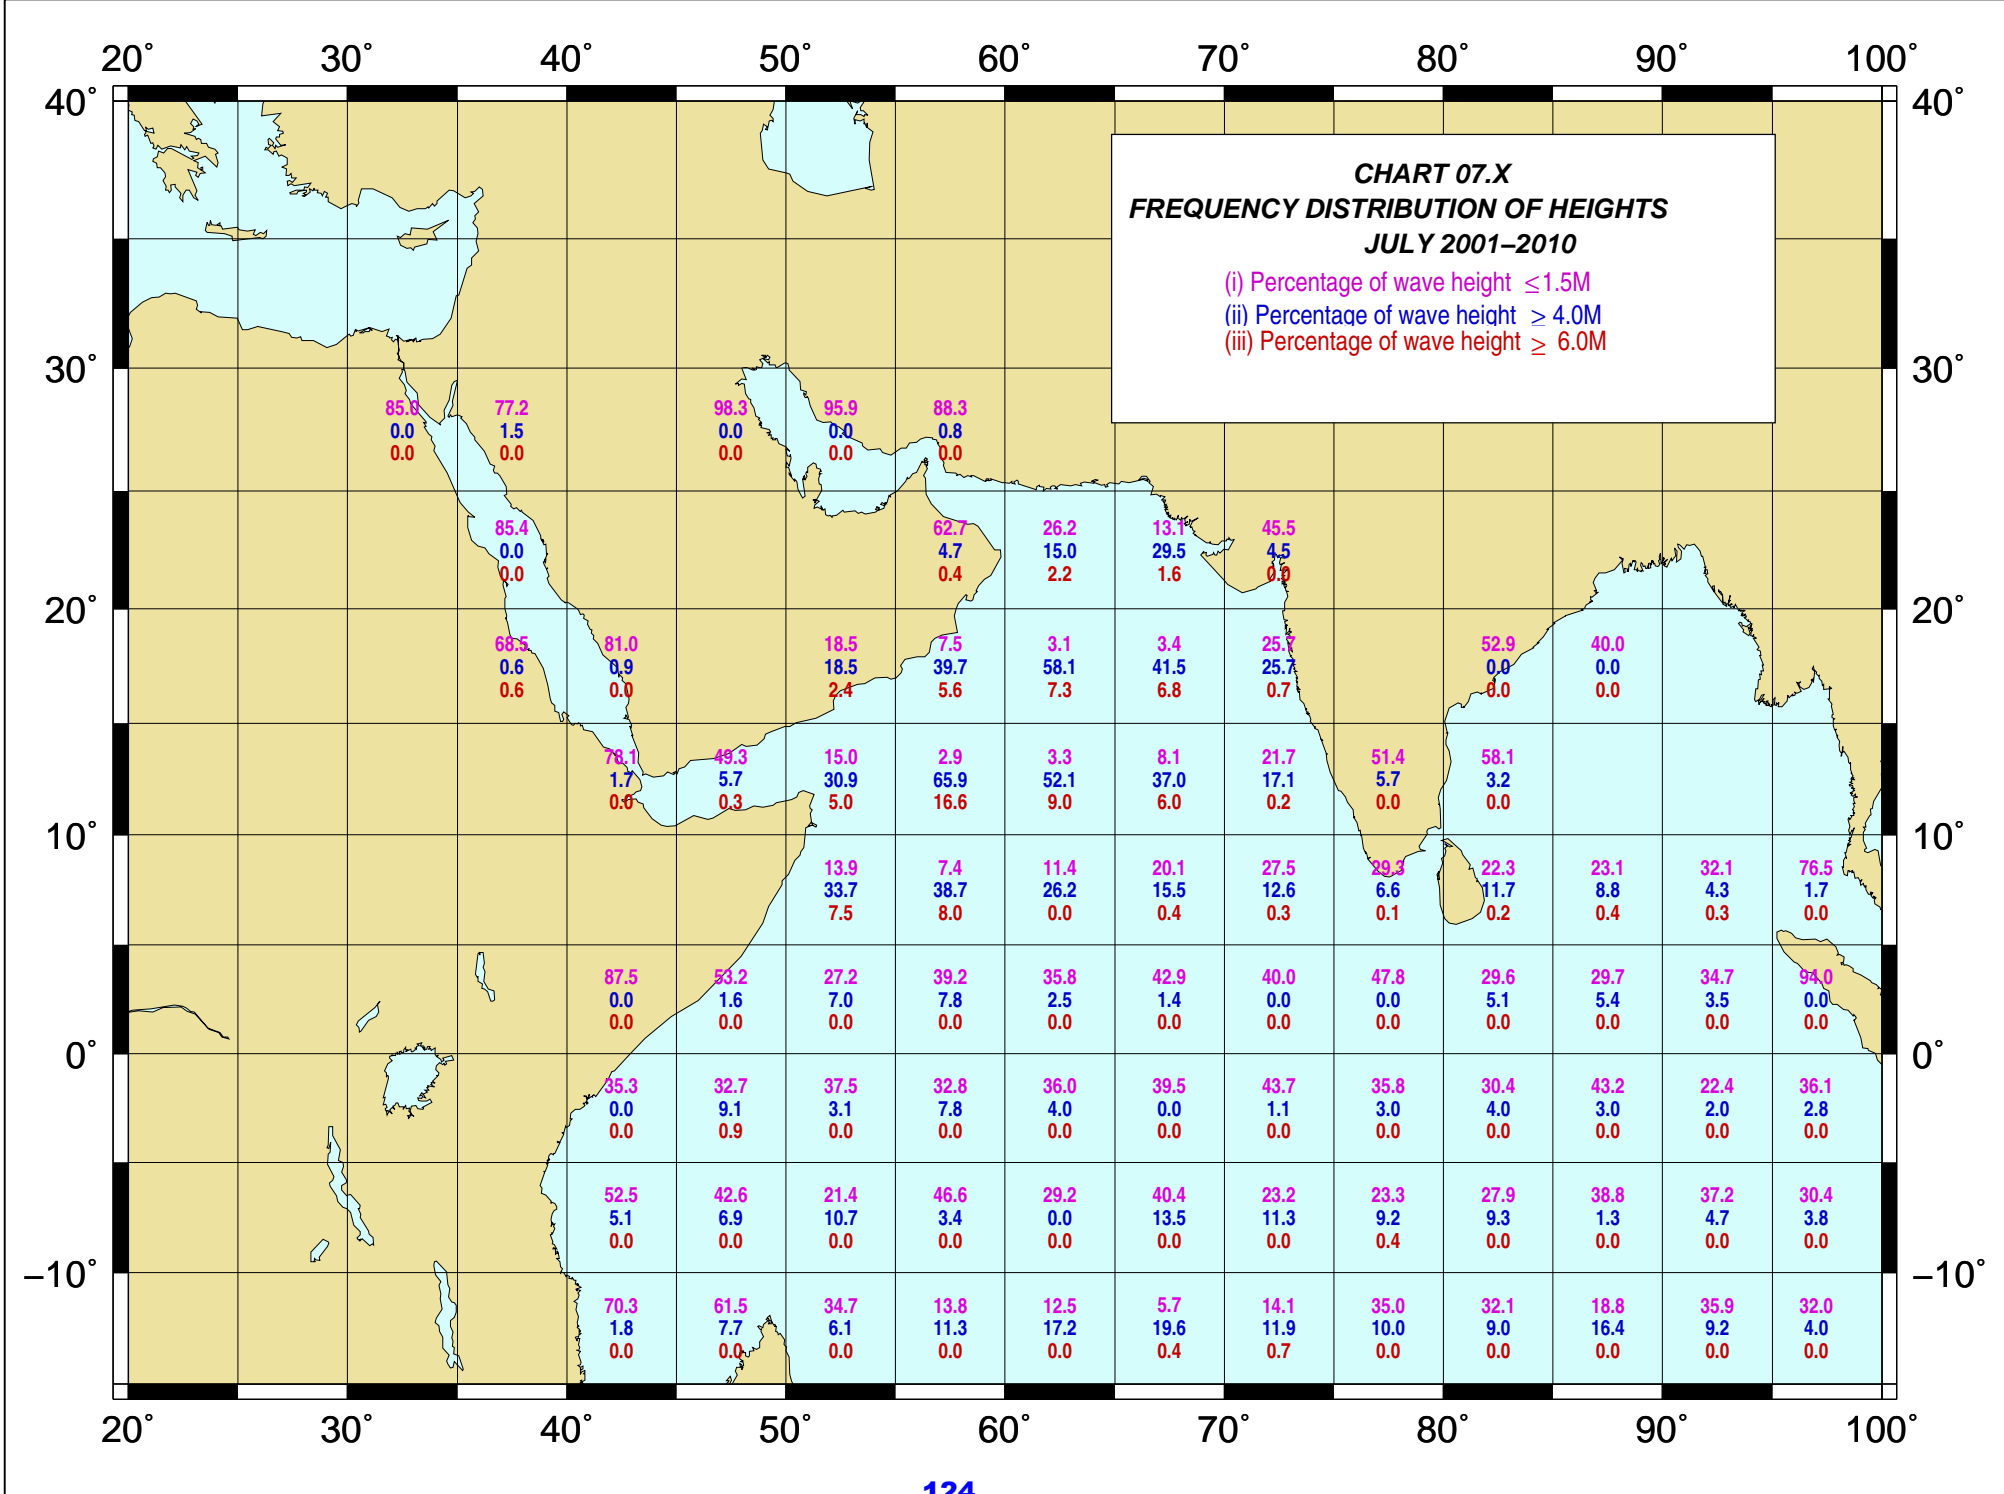 20° 30° 40° 50° 60° 70° 80° 90° 100°
40° 40°
CHART 07.X
FREQUENCY DISTRIBUTION OF HEIGHTS
JULY 2001–2010
(i) Percentage of wave height ≤1.5M
(ii) Percentage of wave height ≥ 4.0M
(iii) Percentage of wave height ≥ 6.0M
30° 30°
85.0 77.2 98.3 95.9 88.3
0.0 1.5 0.0 0.0 0.8
0.0 0.0 0.0 0.0 0.0
85.4 62.7 26.2 13.1 45.5
0.0 4.7 15.0 29.5 4.5
0.0 0.4 2.2 1.6 0.0
20° 20°
68.5 81.0 18.5 7.5 3.1 3.4 25.7 52.9 40.0
0.6 0.9 18.5 39.7 58.1 41.5 25.7 0.0 0.0
0.6 0.0 2.4 5.6 7.3 6.8 0.7 0.0 0.0
78.1 49.3 15.0 2.9 3.3 8.1 21.7 51.4 58.1
1.7 5.7 30.9 65.9 52.1 37.0 17.1 5.7 3.2
0.0 0.3 5.0 16.6 9.0 6.0 0.2 0.0 0.0
10° 10°
13.9 7.4 11.4 20.1 27.5 29.3 22.3 23.1 32.1 76.5
33.7 38.7 26.2 15.5 12.6 6.6 11.7 8.8 4.3 1.7
7.5 8.0 0.0 0.4 0.3 0.1 0.2 0.4 0.3 0.0
87.5 53.2 27.2 39.2 35.8 42.9 40.0 47.8 29.6 29.7 34.7 94.0
0.0 1.6 7.0 7.8 2.5 1.4 0.0 0.0 5.1 5.4 3.5 0.0
0.0 0.0 0.0 0.0 0.0 0.0 0.0 0.0 0.0 0.0 0.0 0.0
0° 0°
35.3 32.7 37.5 32.8 36.0 39.5 43.7 35.8 30.4 43.2 22.4 36.1
0.0 9.1 3.1 7.8 4.0 0.0 1.1 3.0 4.0 3.0 2.0 2.8
0.0 0.9 0.0 0.0 0.0 0.0 0.0 0.0 0.0 0.0 0.0 0.0
52.5 42.6 21.4 46.6 29.2 40.4 23.2 23.3 27.9 38.8 37.2 30.4
5.1 6.9 10.7 3.4 0.0 13.5 11.3 9.2 9.3 1.3 4.7 3.8
0.0 0.0 0.0 0.0 0.0 0.0 0.0 0.4 0.0 0.0 0.0 0.0
–10° –10°
70.3 61.5 34.7 13.8 12.5 5.7 14.1 35.0 32.1 18.8 35.9 32.0
1.8 7.7 6.1 11.3 17.2 19.6 11.9 10.0 9.0 16.4 9.2 4.0
0.0 0.0 0.0 0.0 0.0 0.4 0.7 0.0 0.0 0.0 0.0 0.0
20° 30° 40° 50° 60° 70° 80° 90° 100°
124